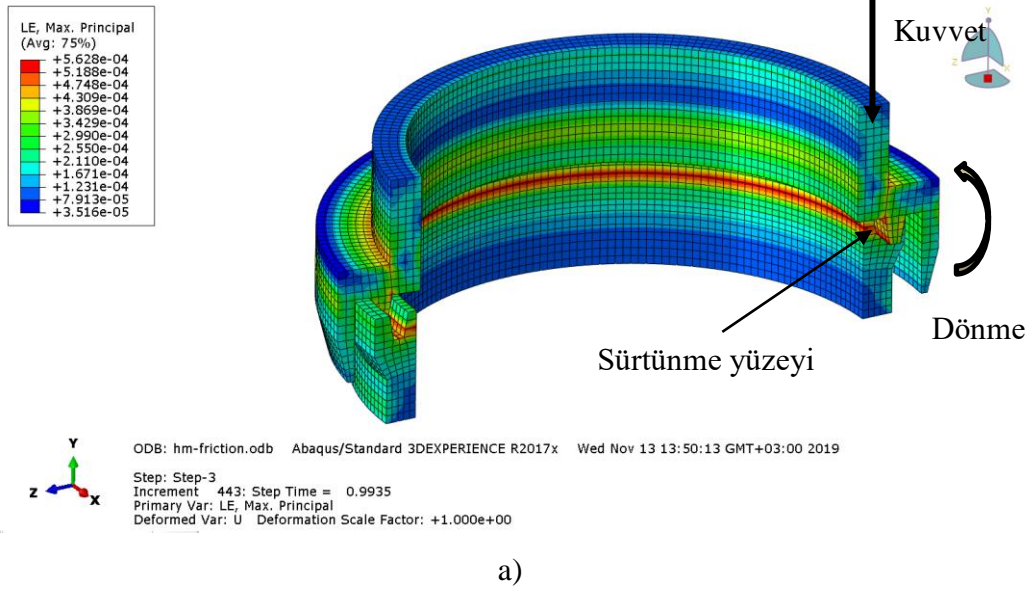 LE, Max. Principal
(Avg: 75%)
+5.628e-04
+5.188e-04
+4.748e-04
+4.309e-04
+3.869e-04
+3.429e-04
+2.990e-04
+2.550e-04
+2.110e-04
+1.671e-04
+1.231e-04
+7.913e-05
+3.516e-05
Kuvvet
Y
Z
X
Dönme
Sürtünme yüzeyi
Y
Z
X
ODB: hm-friction.odb Abaqus/Standard 3DEXPERIENCE R2017x Wed Nov 13 13:50:13 GMT+03:00 2019
Step: Step-3
Increment 443: Step Time = 0.9935
Primary Var: LE, Max. Principal
Deformed Var: U Deformation Scale Factor: +1.000e+00
a)